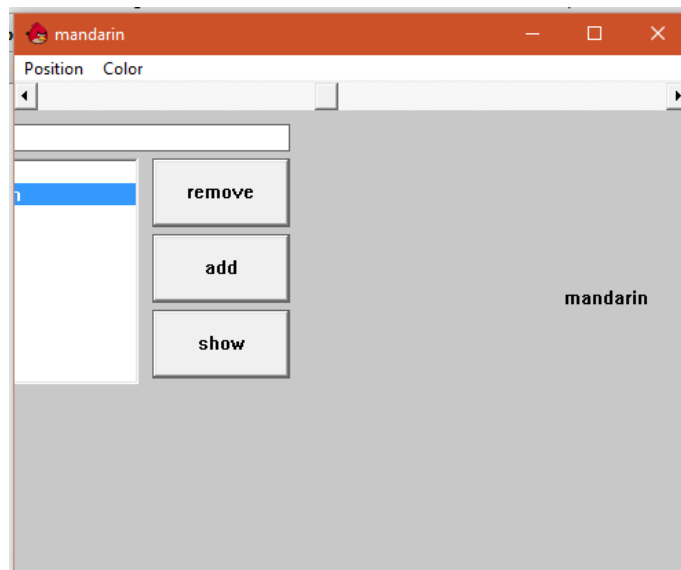 mandarin
Position Color
remove
add
mandarin
show